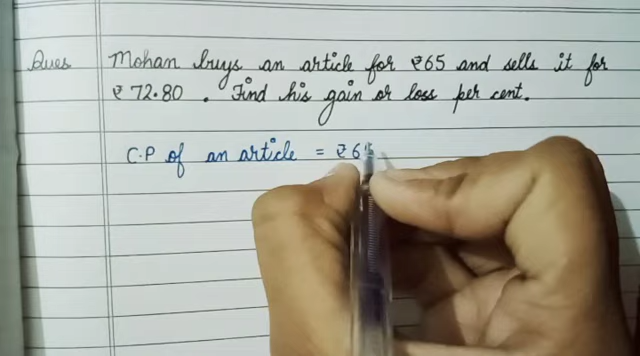 Ques Mohan buys an article for ₹65 and sells it for
₹ 72.80 . Find his gain or loss per cent.
C.P of an article = ₹65